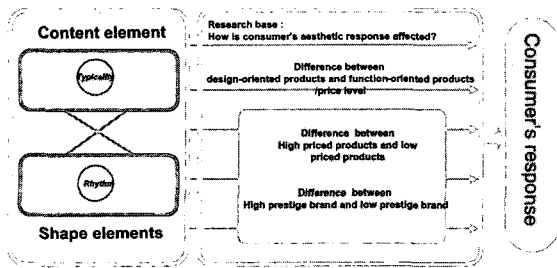 Content element
Typicality
Rhythm
Shape elements
Research base :
How is consumer's aesthetic response affected?
Difference between
design-oriented products and function-oriented products
/price level
Difference between
High priced products and low
priced products
Difference between
High prestige brand and low prestige brand
Consumer's response